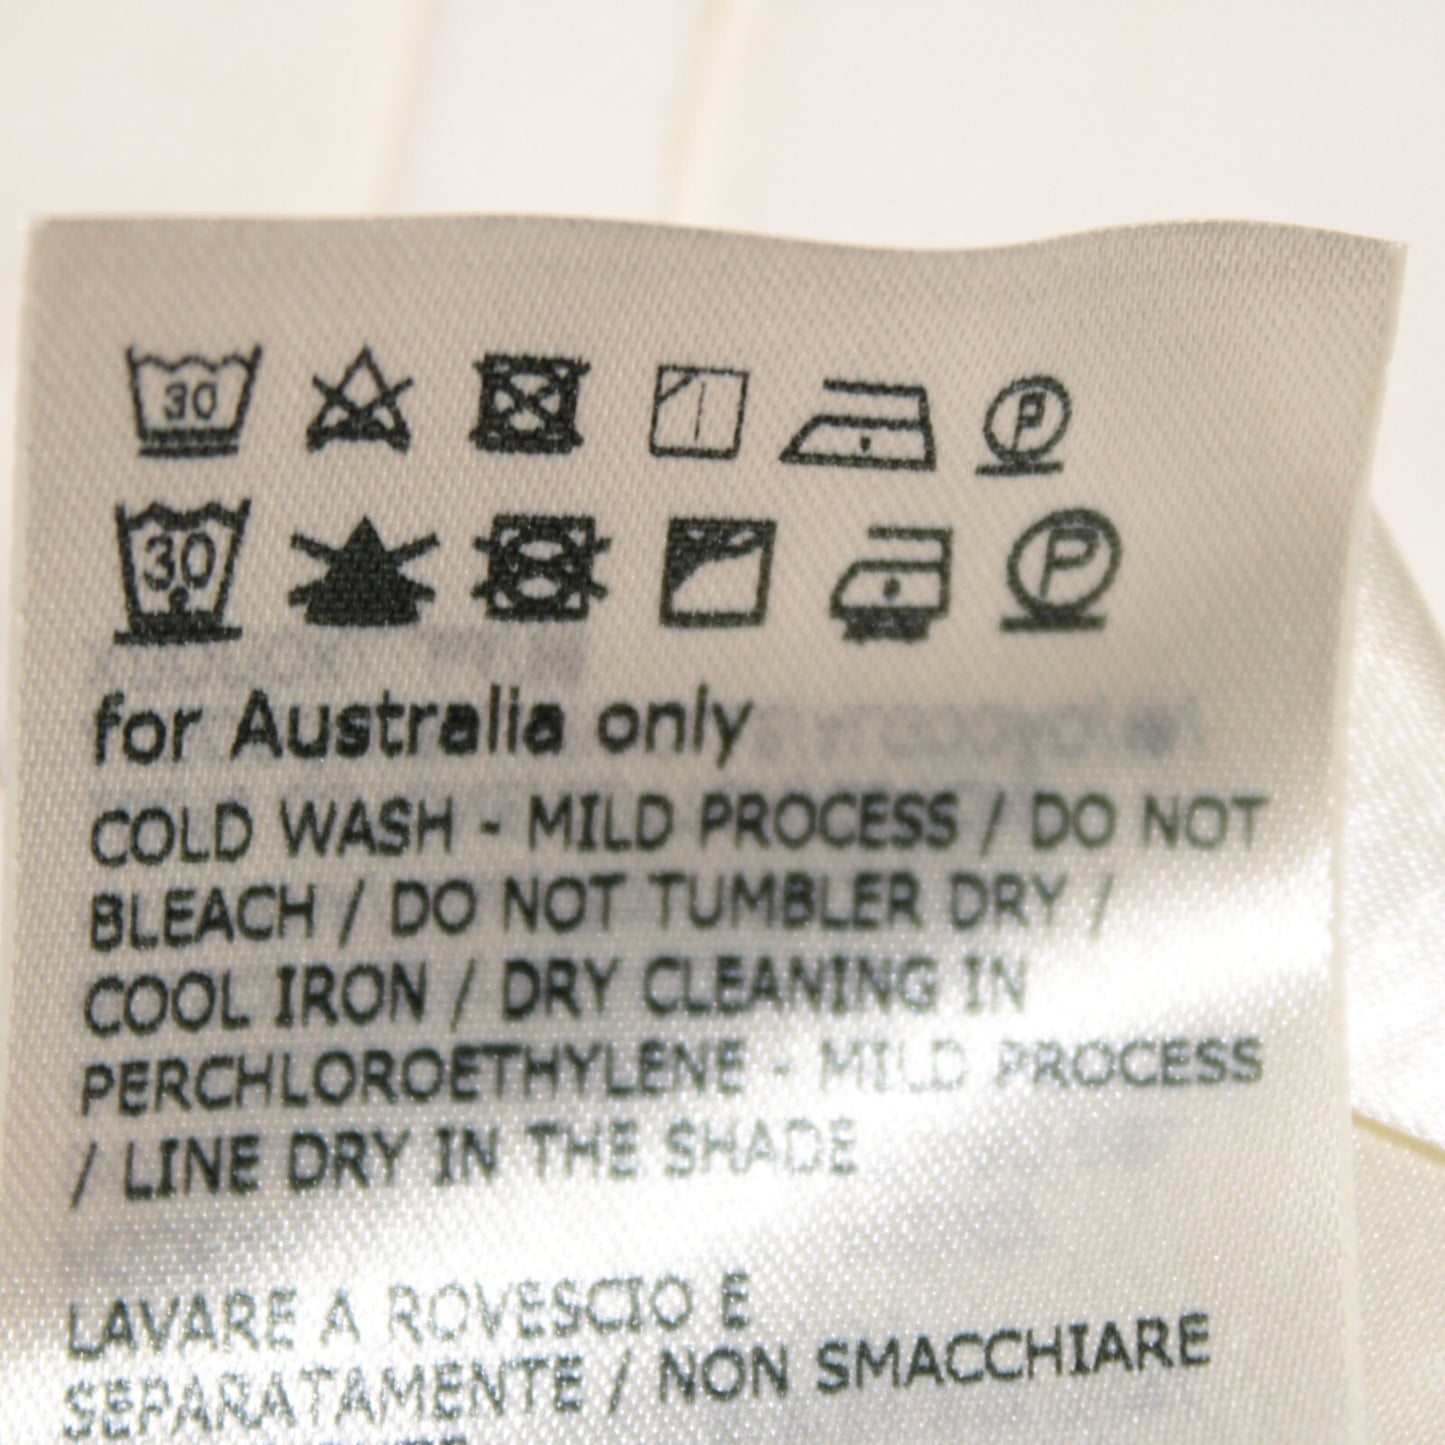 30 P
30 P
for Australia only
COLD WASH - MILD PROCESS / DO NOT
BLEACH / DO NOT TUMBLER DRY /
COOL IRON / DRY CLEANING IN
PERCHLOROETHYLENE - MILD PROCESS
/ LINE DRY IN THE SHADE
LAVARE A ROVESCIO E
SEPARATAMENTE / NON SMACCHIARE